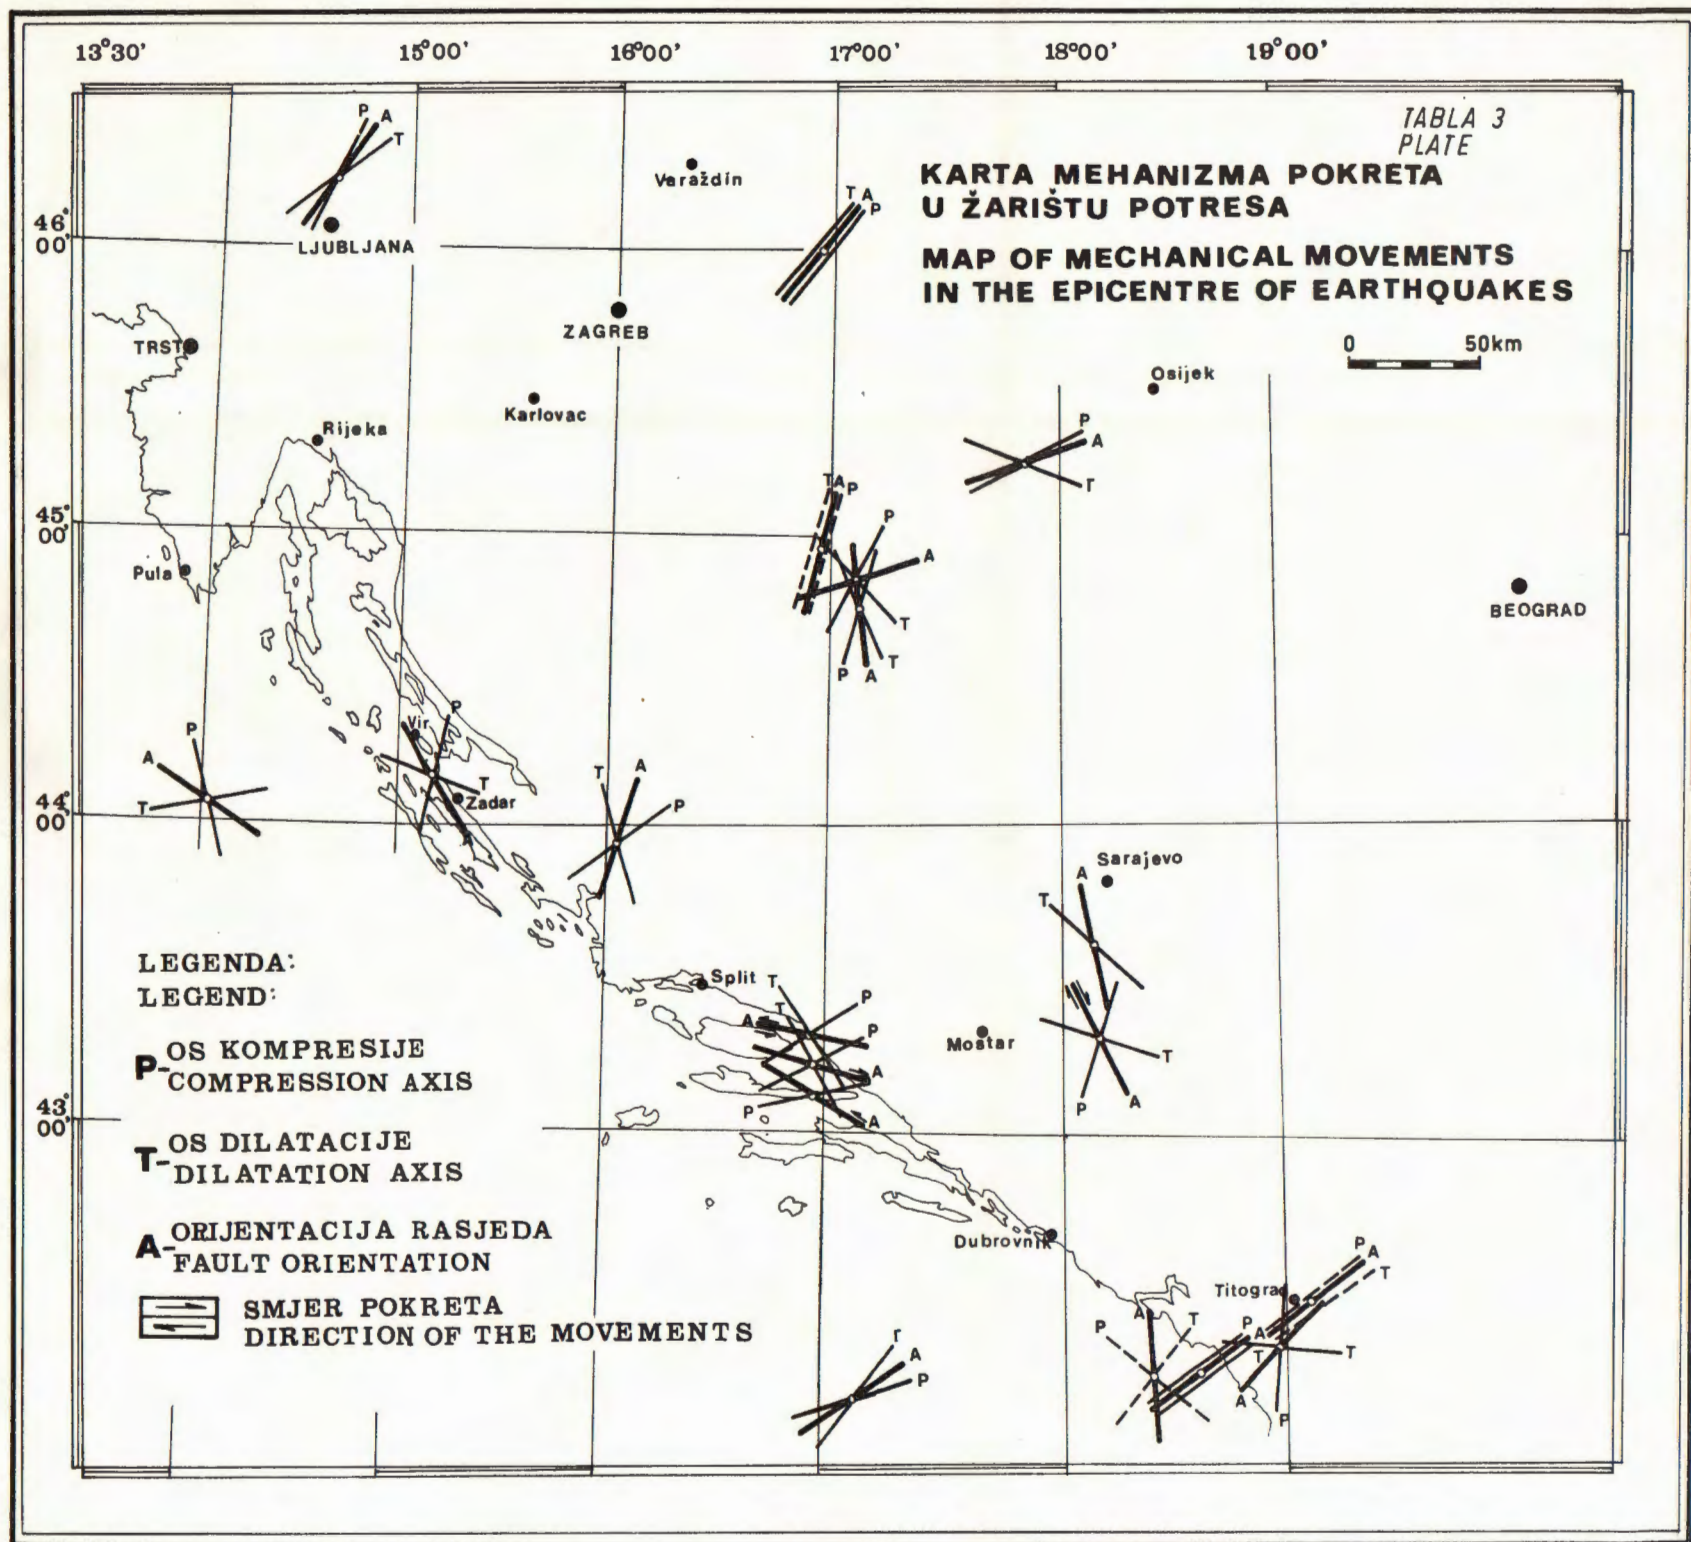 13°30'
15°00'
16°00'
17°00'
18°00'
19°00'
TABLA 3
PLATE
KARTA MEHANIZMA POKRETA
U ŽARIŠTU POTRESA
MAP OF MECHANICAL MOVEMENTS
IN THE EPICENTRE OF EARTHQUAKES
0 50km
P A T
Varaždin
T A P
46°
00'
LJUBLJANA
ZAGREB
TRST
Karlovac
Osijek
Rijeka
P
A
T
45°
00'
T A P
P
A
T
T
P A
Pula
BEOGRAD
Vir
P
T
Zadar
A
P
A
T
44°
00'
T
A
P
Sarajevo
A
T
LEGENDA:
LEGEND:
Split
T
T
P
P
A
A
P
A
Mostar
T
P
A
43°
00'
P- OS KOMPRESIJE
COMPRESSION AXIS
T- OS DILATACIJE
DILATATION AXIS
A- ORIJENTACIJA RASJEDA
FAULT ORIENTATION
SMJER POKRETA
DIRECTION OF THE MOVEMENTS
Dubrovnik
Titograd
P A
T
A
P
T
P
A
T
T
A
P
T
A
P